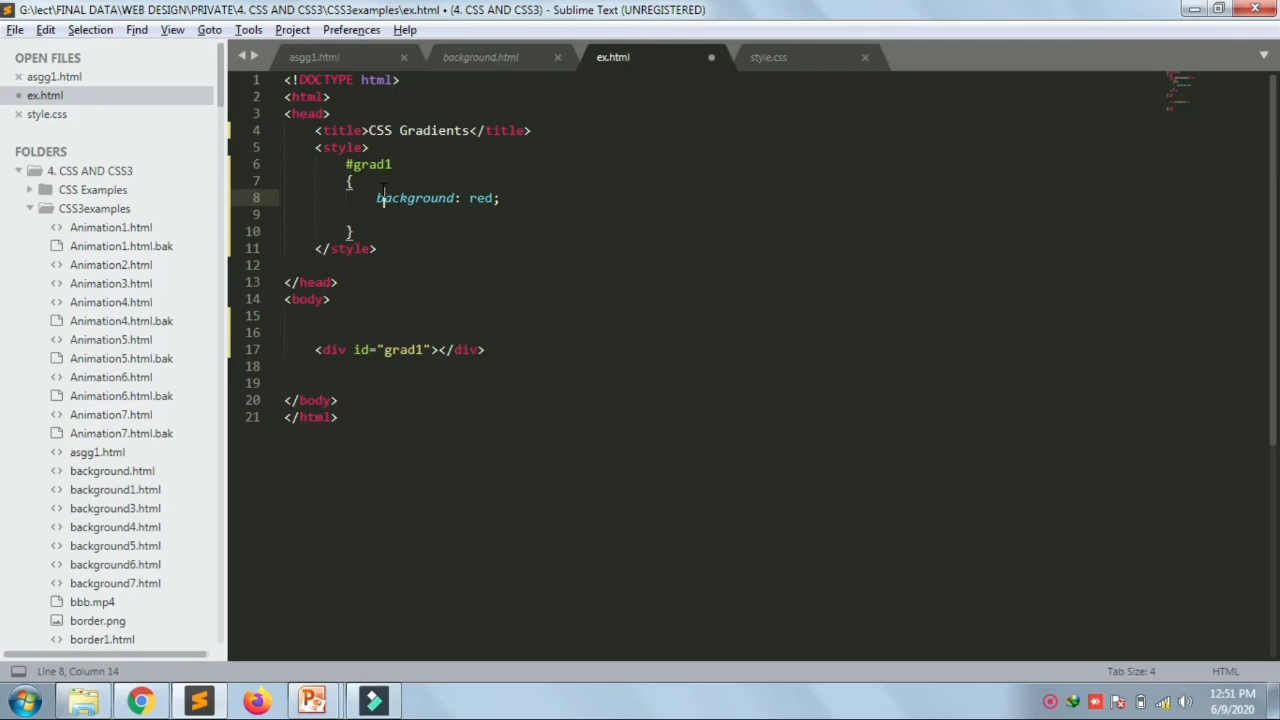 G:\lect\FINAL DATA\WEB DESIGN\PRIVATE\4. CSS AND CSS3\CSS3examples\ex.html • (4. CSS AND CSS3) - Sublime Text (UNREGISTERED)
File Edit Selection Find View Goto Tools Project Preferences Help
OPEN FILES
asgg1.html
ex.html
style.css
FOLDERS
4. CSS AND CSS3
CSS Examples
CSS3examples
Animation1.html
Animation1.html.bak
Animation2.html
Animation3.html
Animation4.html
Animation4.html.bak
Animation5.html
Animation5.html.bak
Animation6.html
Animation6.html.bak
Animation7.html
Animation7.html.bak
asgg1.html
background.html
background1.html
background3.html
background4.html
background5.html
background6.html
background7.html
bbb.mp4
border.png
border1.html
asgg1.html background.html ex.html style.css
1 <!DOCTYPE html>
2 <html>
3 <head>
4 <title>CSS Gradients</title>
5 <style>
6 #grad1
7 {
8 background: red;
9
10 }
11 </style>
12
13 </head>
14 <body>
15
16
17 <div id="grad1"></div>
18
19
20 </body>
21 </html>
Line 8, Column 14
Tab Size: 4 HTML
12:51 PM
6/9/2020